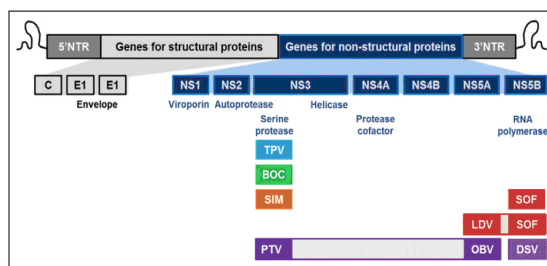 5'NTR Genes for structural proteins Genes for non-structural proteins 3'NTR
C E1 E1 NS1 NS2 NS3 NS4A NS4B NS5A NS5B
Envelope Viroporin Autoprotease Helicase
Serine protease Protease cofactor RNA polymerase
TPV
BOC
SIM SOF
LDV SOF
PTV OBV DSV